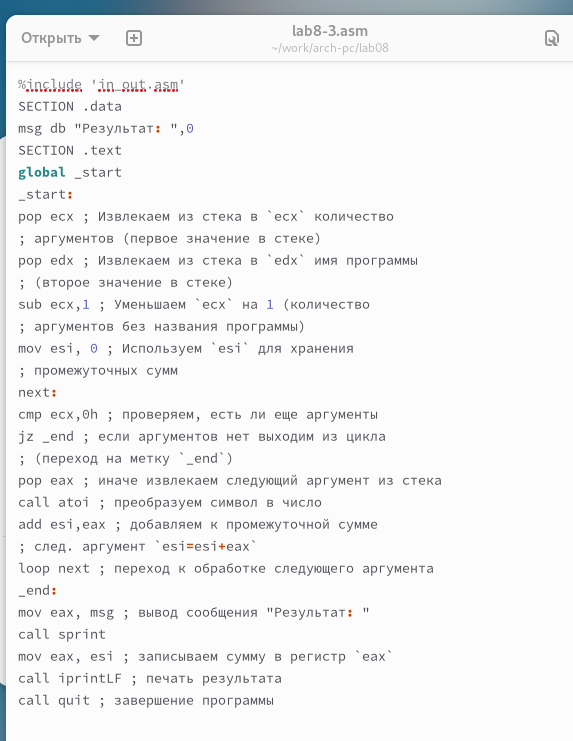 Открыть
lab8-3.asm
~/work/arch-pc/lab08
%include 'in_out.asm'
SECTION .data
msg db "Результат: ",0
SECTION .text
global _start
_start:
pop ecx ; Извлекаем из стека в `ecx` количество
; аргументов (первое значение в стеке)
pop edx ; Извлекаем из стека в `edx` имя программы
; (второе значение в стеке)
sub ecx,1 ; Уменьшаем `ecx` на 1 (количество
; аргументов без названия программы)
mov esi, 0 ; Используем `esi` для хранения
; промежуточных сумм
next:
cmp ecx,0h ; проверяем, есть ли еще аргументы
jz _end ; если аргументов нет выходим из цикла
; (переход на метку `_end`)
pop eax ; иначе извлекаем следующий аргумент из стека
call atoi ; преобразуем символ в число
add esi,eax ; добавляем к промежуточной сумме
; след. аргумент `esi=esi+eax`
loop next ; переход к обработке следующего аргумента
_end:
mov eax, msg ; вывод сообщения "Результат: "
call sprint
mov eax, esi ; записываем сумму в регистр `eax`
call iprintLF ; печать результата
call quit ; завершение программы